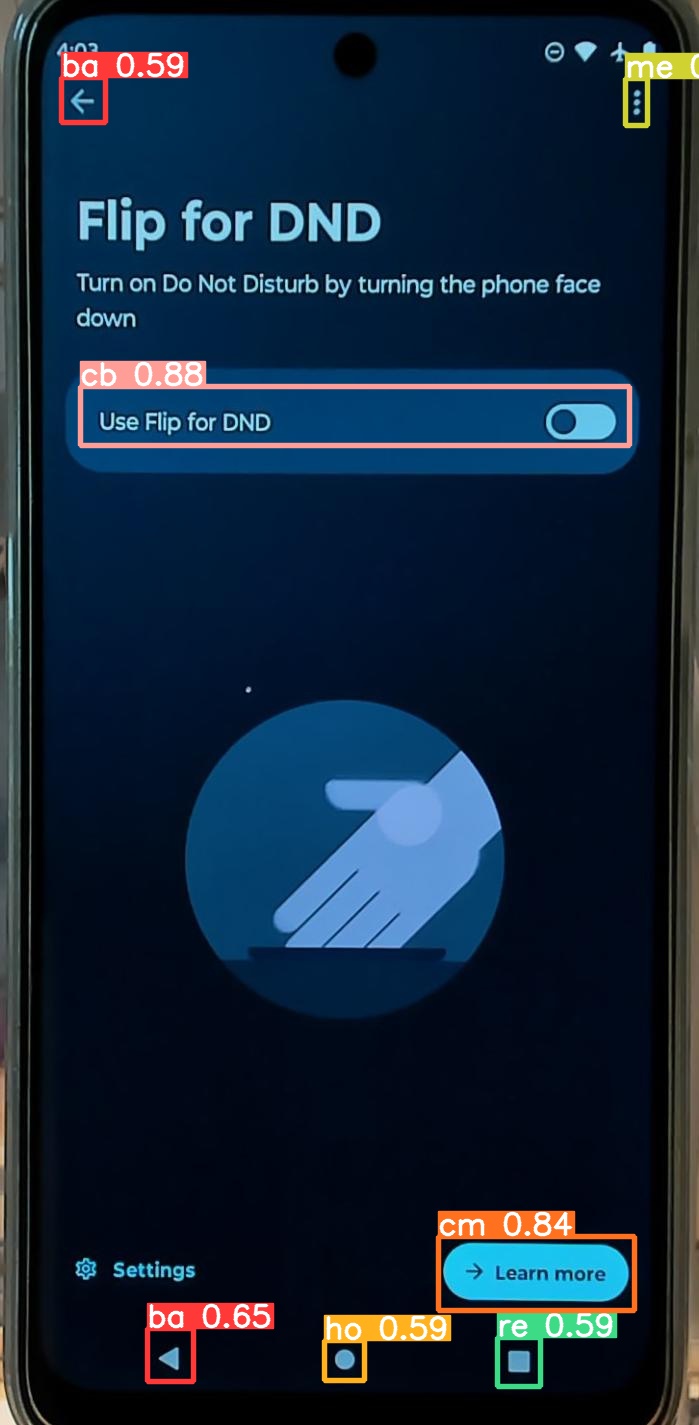 4:03
ba 0.59
me
Flip for DND
Turn on Do Not Disturb by turning the phone face
down
cb 0.88
Use Flip for DND
cm 0.84
Settings
Learn more
ba 0.65
ho 0.59
re 0.59